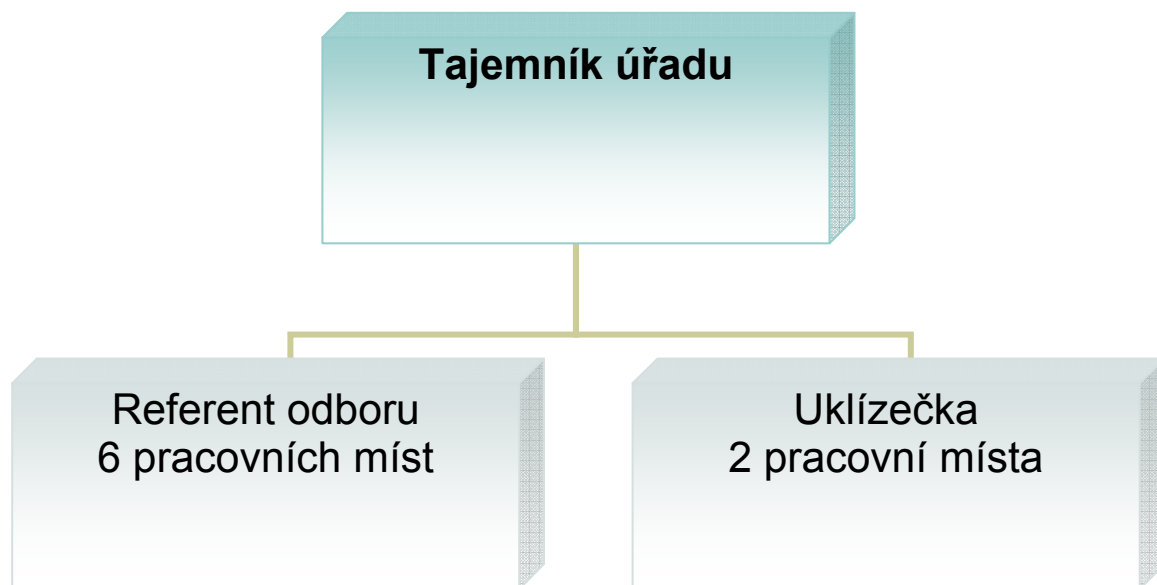 Tajemník úřadu
Referent odboru
6 pracovních míst
Uklízečka
2 pracovní místa